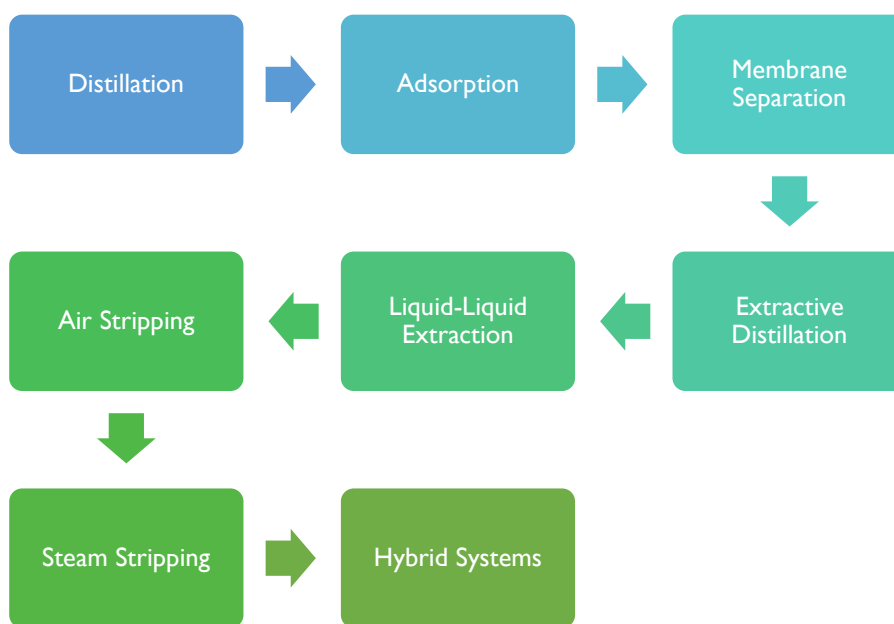 Distillation
Adsorption
Membrane
Separation
Extractive
Distillation
Liquid-Liquid
Extraction
Air Stripping
Steam Stripping
Hybrid Systems